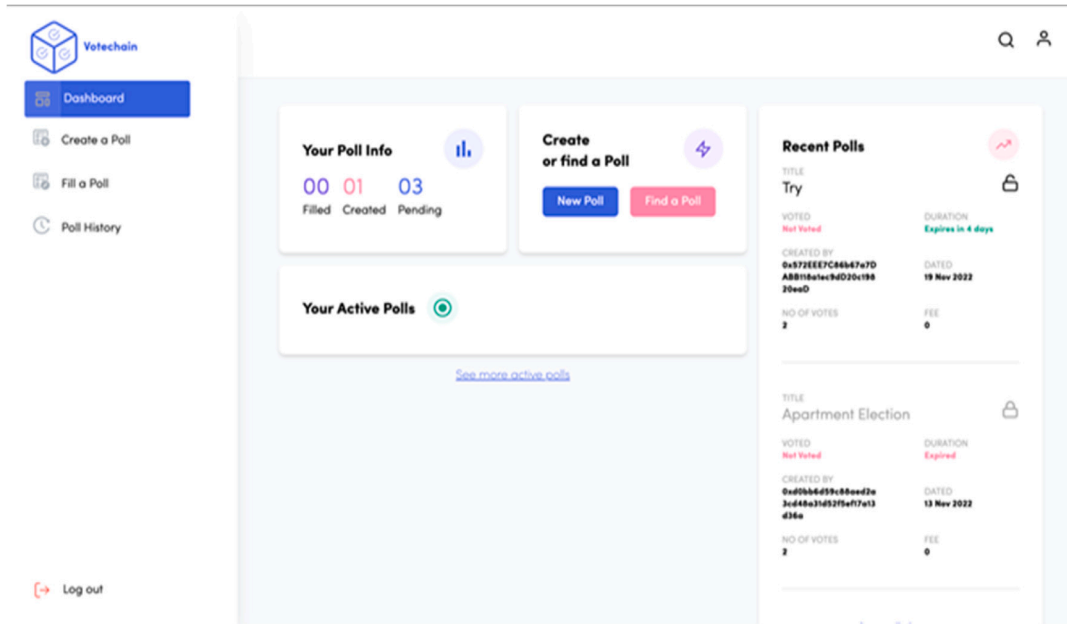 Votechain
Dashboard
Create a Poll
Fill a Poll
Poll History
Log out
Your Poll Info
00 01 03
Filled Created Pending
Create
or find a Poll
New Poll Find a Poll
Your Active Polls
See more active polls
Recent Polls
TITLE
Try
VOTED DURATION
Not Voted Expires in 4 days
CREATED BY
DATED
19 Nov 2022
NO OF VOTES FEE
2 0
TITLE
Apartment Election
VOTED DURATION
Not Voted Expired
CREATED BY
DATED
13 Nov 2022
NO OF VOTES FEE
2 0